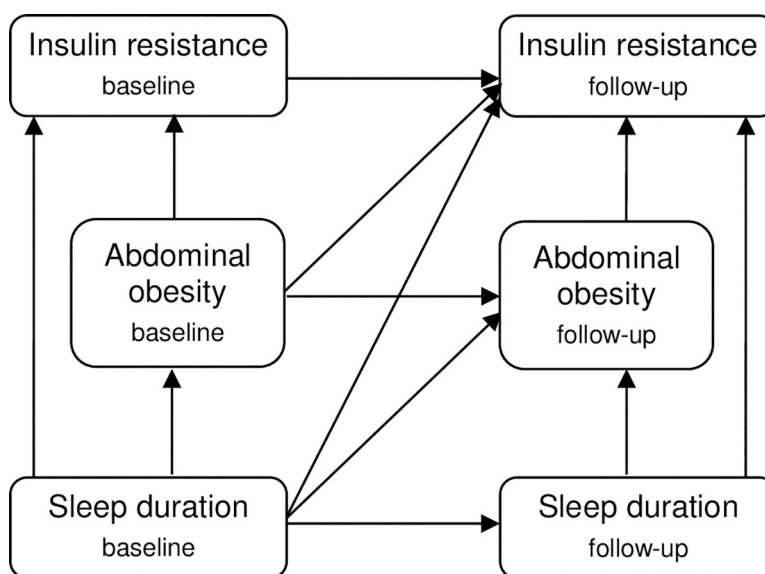 Insulin resistance
baseline
Insulin resistance
follow-up
Abdominal
obesity
baseline
Abdominal
obesity
follow-up
Sleep duration
baseline
Sleep duration
follow-up